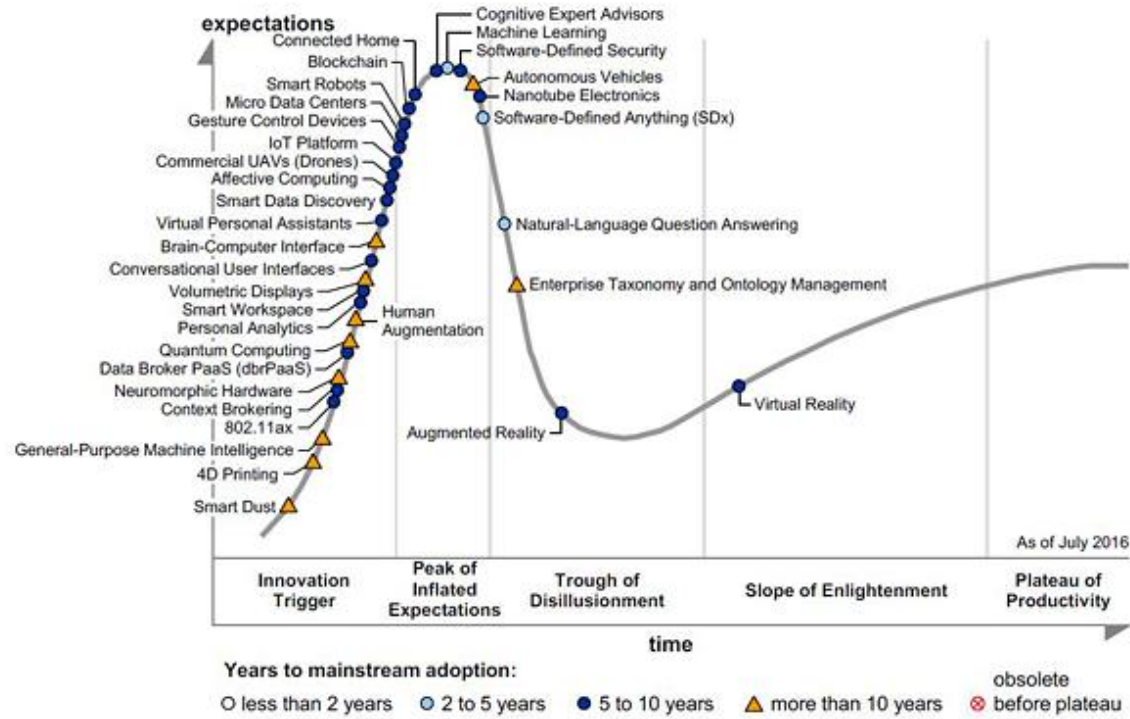 expectations
Cognitive Expert Advisors
Machine Learning
Software-Defined Security
Connected Home
Blockchain
Autonomous Vehicles
Smart Robots
Nanotube Electronics
Micro Data Centers
Gesture Control Devices
Software-Defined Anything (SDx)
IoT Platform
Commercial UAVs (Drones)
Affective Computing
Smart Data Discovery
Virtual Personal Assistants
Natural-Language Question Answering
Brain-Computer Interface
Conversational User Interfaces
Enterprise Taxonomy and Ontology Management
Volumetric Displays
Smart Workspace
Human
Augmentation
Personal Analytics
Quantum Computing
Data Broker PaaS (dbrPaaS)
Neuromorphic Hardware
Context Brokering
Virtual Reality
802.11ax
Augmented Reality
General-Purpose Machine Intelligence
4D Printing
Smart Dust
As of July 2016
Innovation
Trigger
Peak of
Inflated
Expectations
Trough of
Disillusionment
Slope of Enlightenment
Plateau of
Productivity
time
Years to mainstream adoption:
less than 2 years
2 to 5 years
5 to 10 years
more than 10 years
obsolete
before plateau